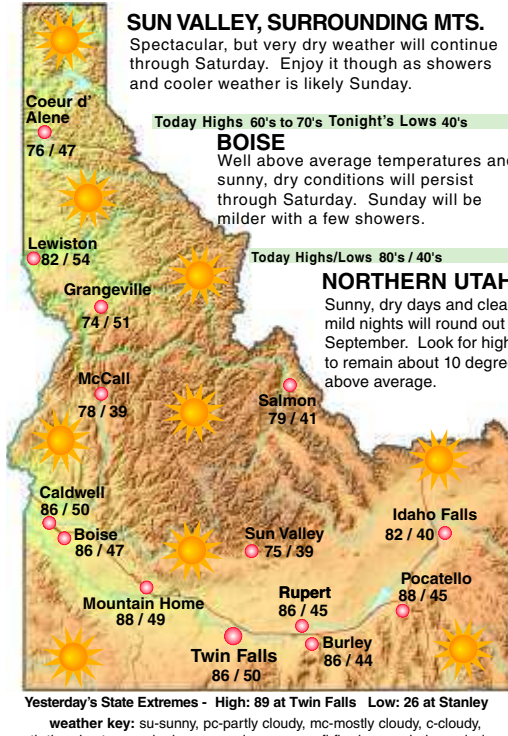 SUN VALLEY, SURROUNDING MTS.
Spectacular, but very dry weather will continue
through Saturday. Enjoy it though as showers
and cooler weather is likely Sunday.
Today Highs 60's to 70's Tonight's Lows 40's
BOISE
Well above average temperatures and
sunny, dry conditions will persist
through Saturday. Sunday will be
milder with a few showers.
Today Highs/Lows 80's / 40's
NORTHERN UTAH
Sunny, dry days and clea
mild nights will round out
September. Look for high
to remain about 10 degree
above average.
Coeur d'
Alene
76 / 47
Lewiston
82 / 54
Grangeville
74 / 51
McCall
78 / 39
Salmon
79 / 41
Caldwell
86 / 50
Boise
86 / 47
Sun Valley
75 / 39
Idaho Falls
82 / 40
Mountain Home
88 / 49
Rupert
86 / 45
Pocatello
88 / 45
Twin Falls
86 / 50
Burley
86 / 44
Yesterday's State Extremes - High: 89 at Twin Falls Low: 26 at Stanley
weather key: su-sunny, pc-partly cloudy, mc-mostly cloudy, c-cloudy,